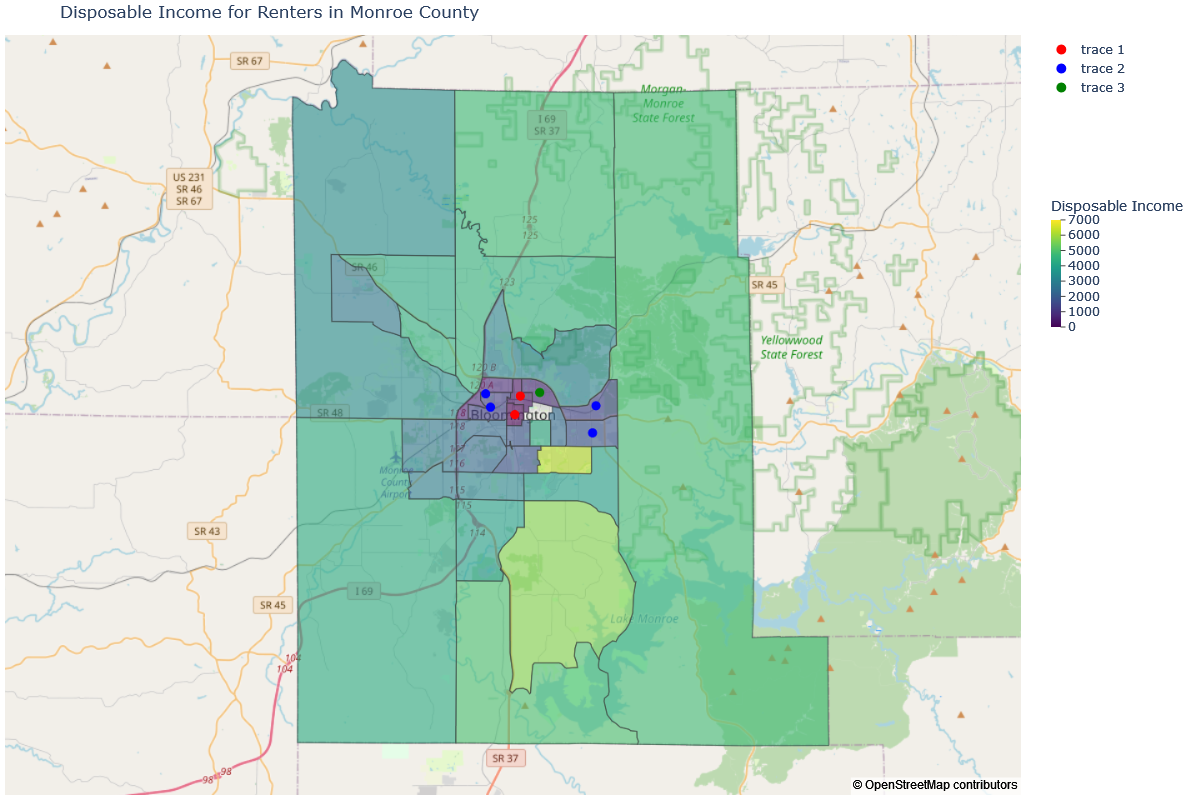 Disposable Income for Renters in Monroe County
trace 1
trace 2
trace 3
Disposable Income
7000
6000
5000
4000
3000
2000
1000
0
SR 67
Morgan-
Monroe
State Forest
I 69
SR 37
US 231
SR 46
SR 67
125
125
SR 46
123
SR 45
Yellowwood
State Forest
120 B
120 A
SR 48
118
Bloomington
118
117
116
Monroe
County
Airport
115
115
114
SR 43
I 69
SR 45
Lake Monroe
104
104
98
98
SR 37
© OpenStreetMap contributors